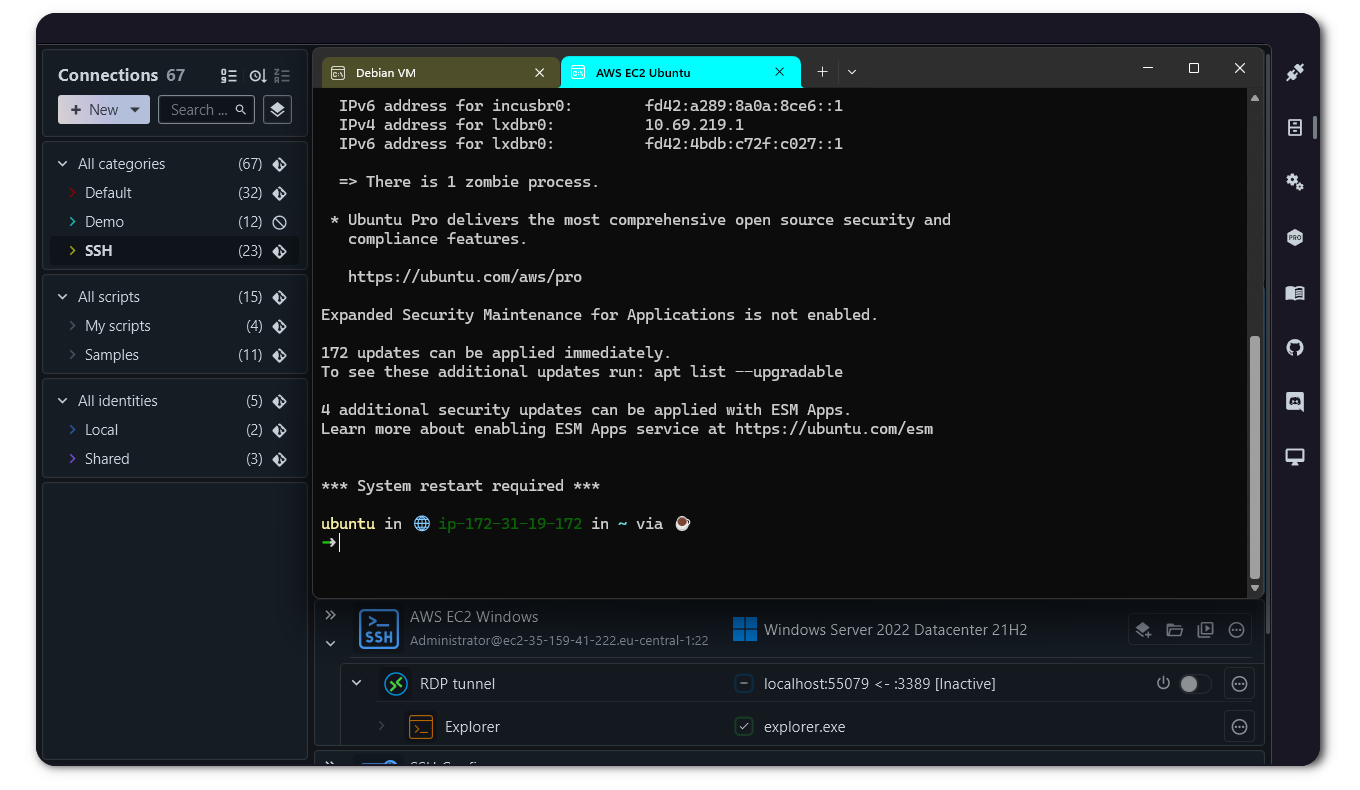 Connections 67
New
Search ...
All categories (67)
Default (32)
Demo (12)
SSH (23)
All scripts (15)
My scripts (4)
Samples (11)
All identities (5)
Local (2)
Shared (3)
Debian VM
AWS EC2 Ubuntu
IPv6 address for incusbr0: fd42:a289:8a0a:8ce6::1
IPv4 address for lxdbr0: 10.69.219.1
IPv6 address for lxdbr0: fd42:4bdb:c72f:c027::1
=> There is 1 zombie process.
* Ubuntu Pro delivers the most comprehensive open source security and
compliance features.
https://ubuntu.com/aws/pro
Expanded Security Maintenance for Applications is not enabled.
172 updates can be applied immediately.
To see these additional updates run: apt list --upgradable
4 additional security updates can be applied with ESM Apps.
Learn more about enabling ESM Apps service at https://ubuntu.com/esm
*** System restart required ***
ubuntu in 🌐 ip-172-31-19-172 in ~ via ☕
➜
>_ SSH
AWS EC2 Windows
Administrator@ec2-35-159-41-222.eu-central-1:22
Windows Server 2022 Datacenter 21H2
RDP tunnel
localhost:55079 <- :3389 [Inactive]
Explorer
explorer.exe
PRO